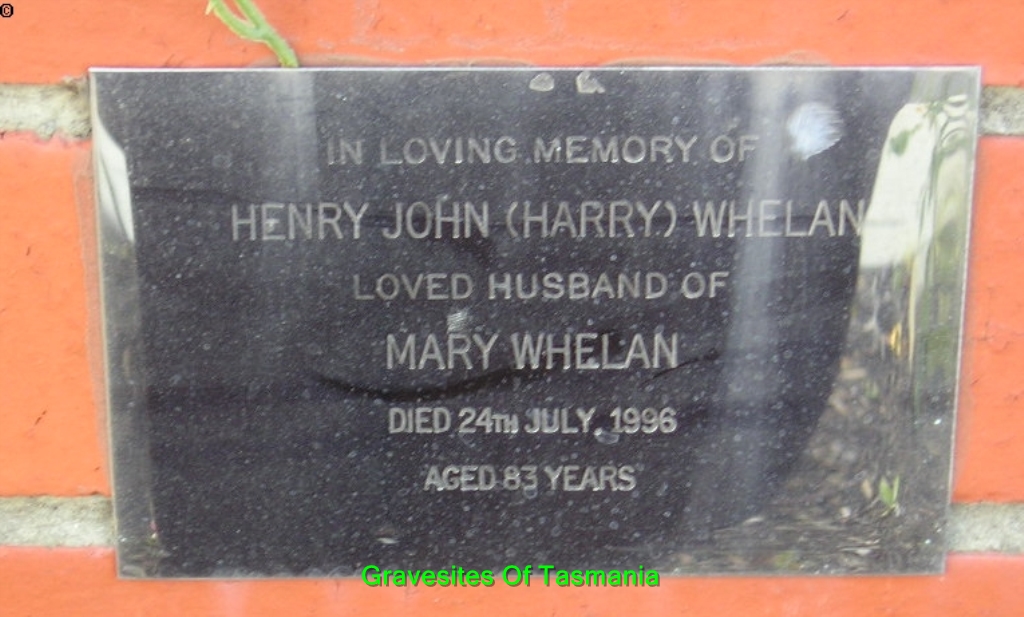 ©
IN LOVING MEMORY OF
HENRY JOHN (HARRY) WHELAN
LOVED HUSBAND OF
MARY WHELAN
DIED 24TH JULY, 1996
AGED 83 YEARS
Gravesites Of Tasmania